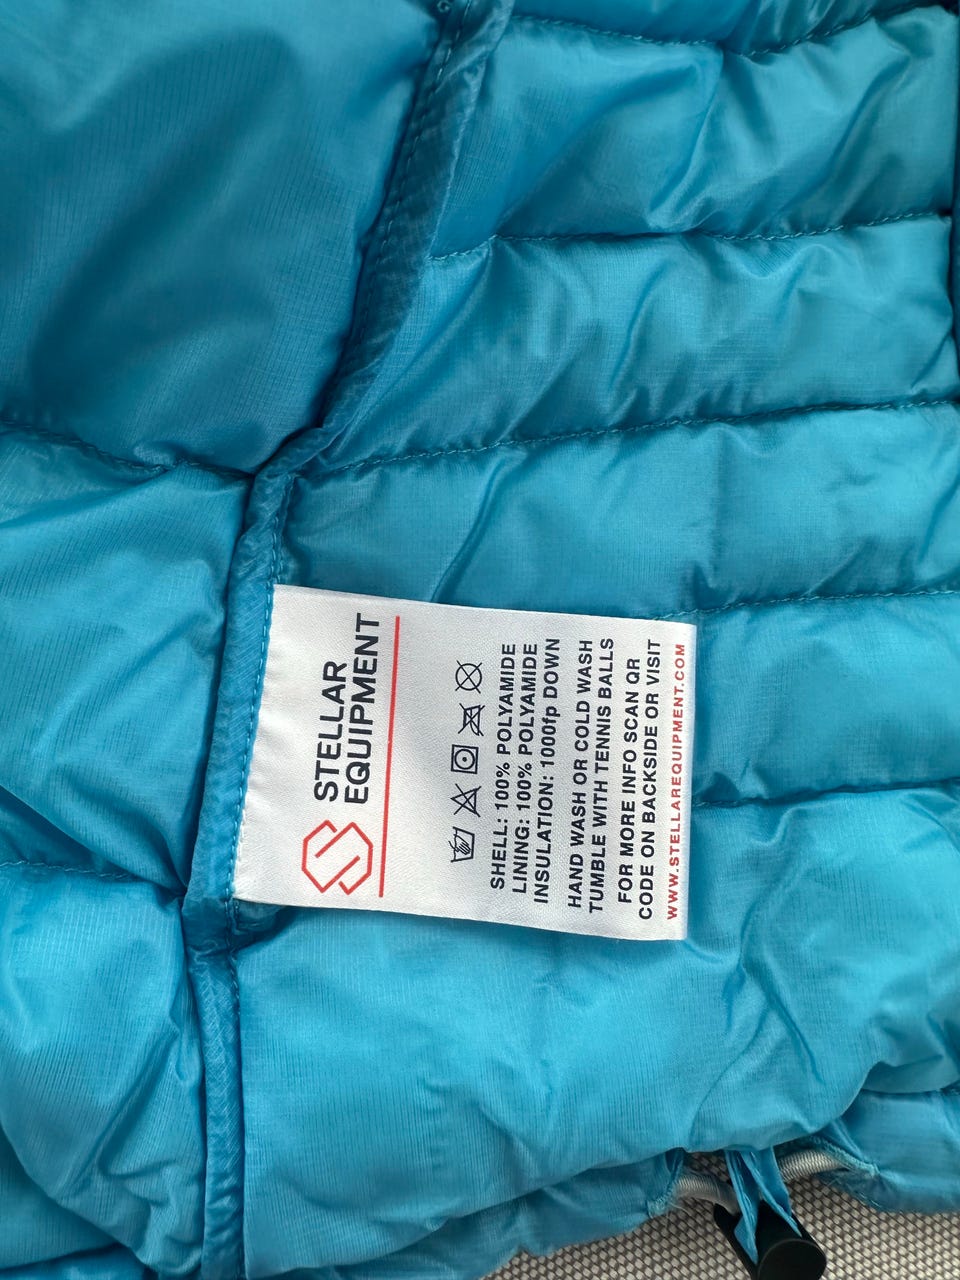 STELLAR
EQUIPMENT
SHELL: 100% POLYAMIDE
LINING: 100% POLYAMIDE
INSULATION: 1000fp DOWN
HAND WASH OR COLD WASH
TUMBLE WITH TENNIS BALLS
FOR MORE INFO SCAN QR
CODE ON BACKSIDE OR VISIT
WWW.STELLAREQUIPMENT.COM